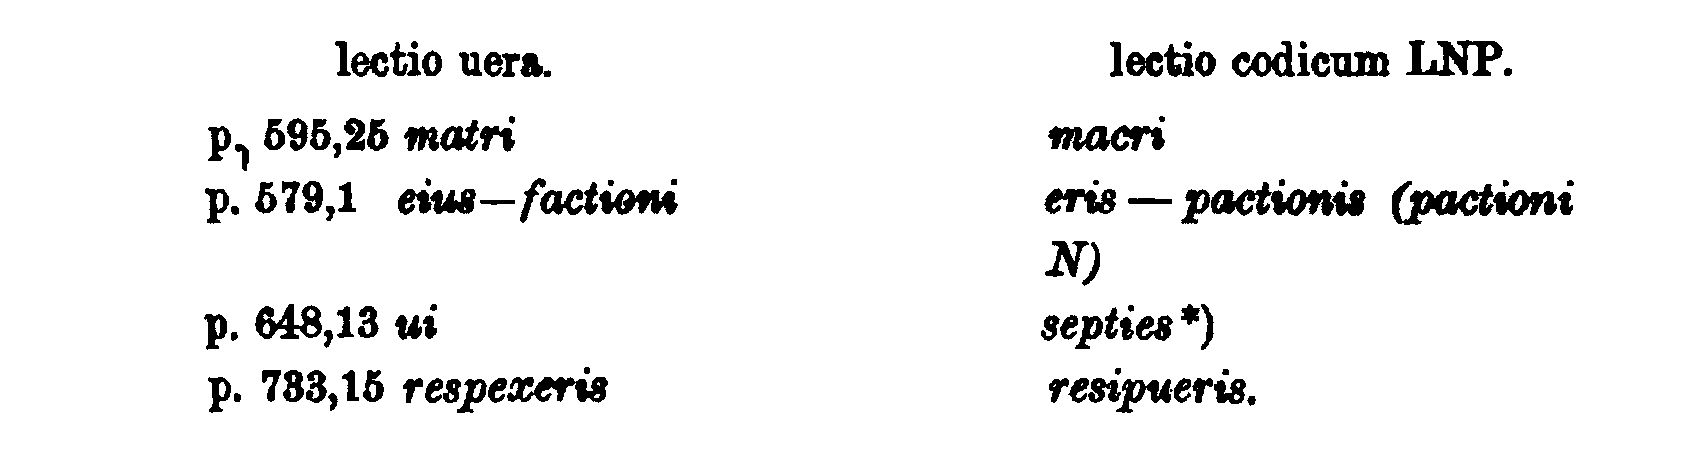 lectio uera. lectio codicum LNP.
p, 595,25 matri macri
p. 579,1 eius—factioni eris — pactionis (pactioni
N)
p. 648,13 ui septies*)
p. 733,15 respexeris resipueris.